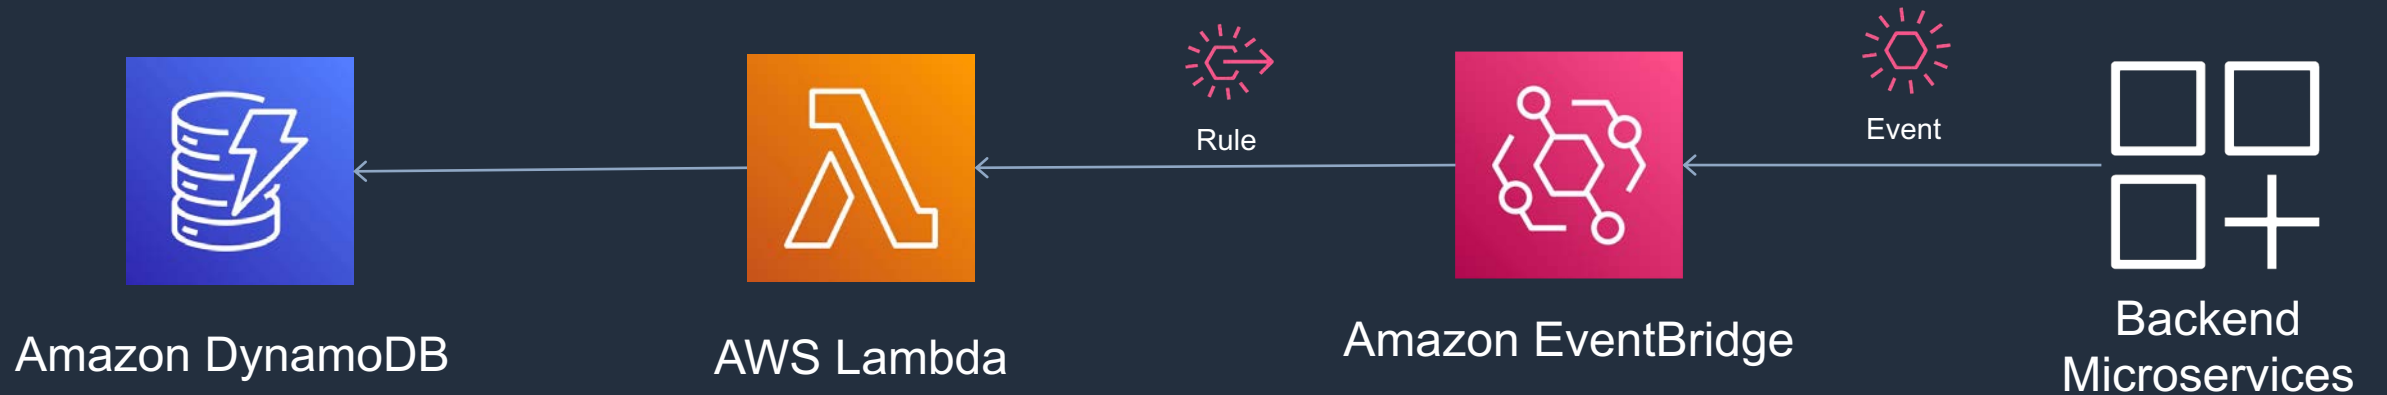 Rule
Event
Amazon DynamoDB
AWS Lambda
Amazon EventBridge
Backend
Microservices